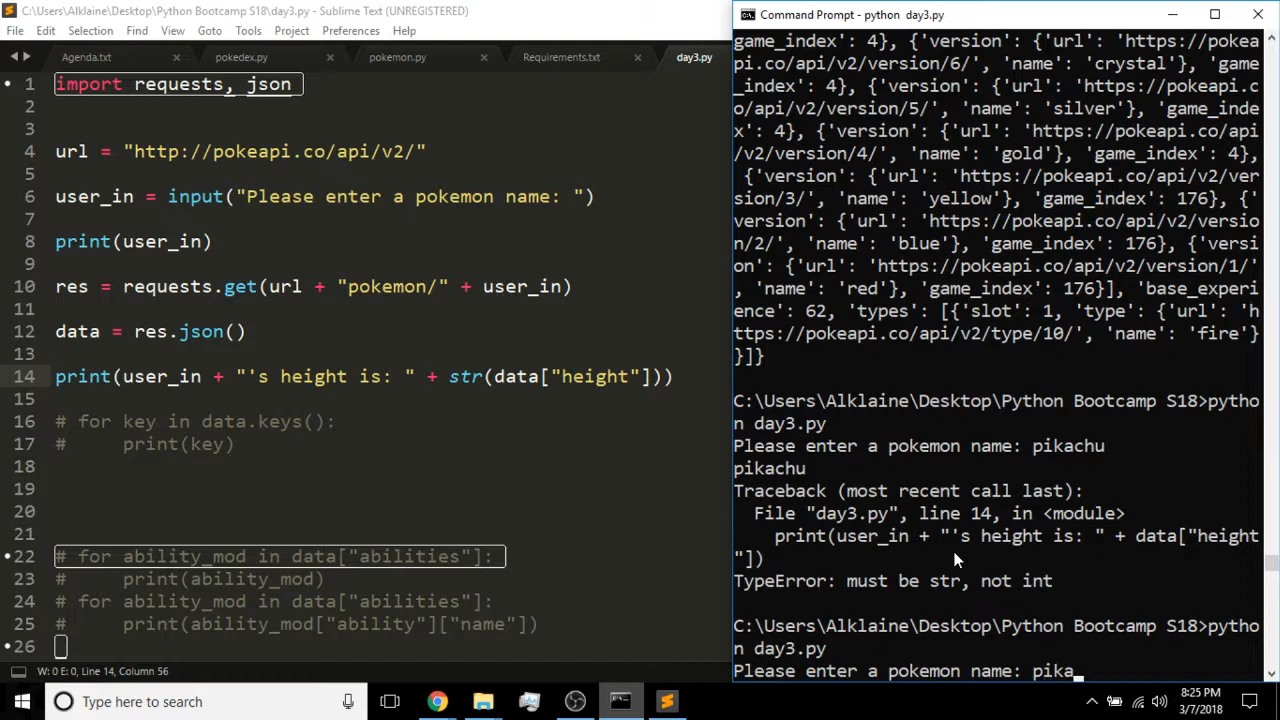 C:\Users\Alklaine\Desktop\Python Bootcamp S18\day3.py - Sublime Text (UNREGISTERED)
File Edit Selection Find View Goto Tools Project Preferences Help
Agenda.txt pokedex.py pokemon.py Requirements.txt day3.py
1 import requests, json
2
3
4 url = "http://pokeapi.co/api/v2/"
5
6 user_in = input("Please enter a pokemon name: ")
7
8 print(user_in)
9
10 res = requests.get(url + "pokemon/" + user_in)
11
12 data = res.json()
13
14 print(user_in + "'s height is: " + str(data["height"]))
15
16 # for key in data.keys():
17 #     print(key)
18
19
20
21
22 # for ability_mod in data["abilities"]:
23 #     print(ability_mod)
24 # for ability_mod in data["abilities"]:
25 #     print(ability_mod["ability"]["name"])
26
W: 0 E: 0, Line 14, Column 56
Command Prompt - python  day3.py
game_index': 4}, {'version': {'url': 'https://pokea
pi.co/api/v2/version/6/', 'name': 'crystal'}, 'game
_index': 4}, {'version': {'url': 'https://pokeapi.c
o/api/v2/version/5/', 'name': 'silver'}, 'game_inde
x': 4}, {'version': {'url': 'https://pokeapi.co/api
/v2/version/4/', 'name': 'gold'}, 'game_index': 4},
 {'version': {'url': 'https://pokeapi.co/api/v2/ver
sion/3/', 'name': 'yellow'}, 'game_index': 176}, {'
version': {'url': 'https://pokeapi.co/api/v2/versio
n/2/', 'name': 'blue'}, 'game_index': 176}, {'versi
on': {'url': 'https://pokeapi.co/api/v2/version/1/'
, 'name': 'red'}, 'game_index': 176}], 'base_experi
ence': 62, 'types': [{'slot': 1, 'type': {'url': 'h
ttps://pokeapi.co/api/v2/type/10/', 'name': 'fire'}
}]}
C:\Users\Alklaine\Desktop\Python Bootcamp S18>pytho
n day3.py
Please enter a pokemon name: pikachu
pikachu
Traceback (most recent call last):
  File "day3.py", line 14, in <module>
    print(user_in + "'s height is: " + data["height
"])
TypeError: must be str, not int
C:\Users\Alklaine\Desktop\Python Bootcamp S18>pytho
n day3.py
Please enter a pokemon name: pika
Type here to search
8:25 PM
3/7/2018